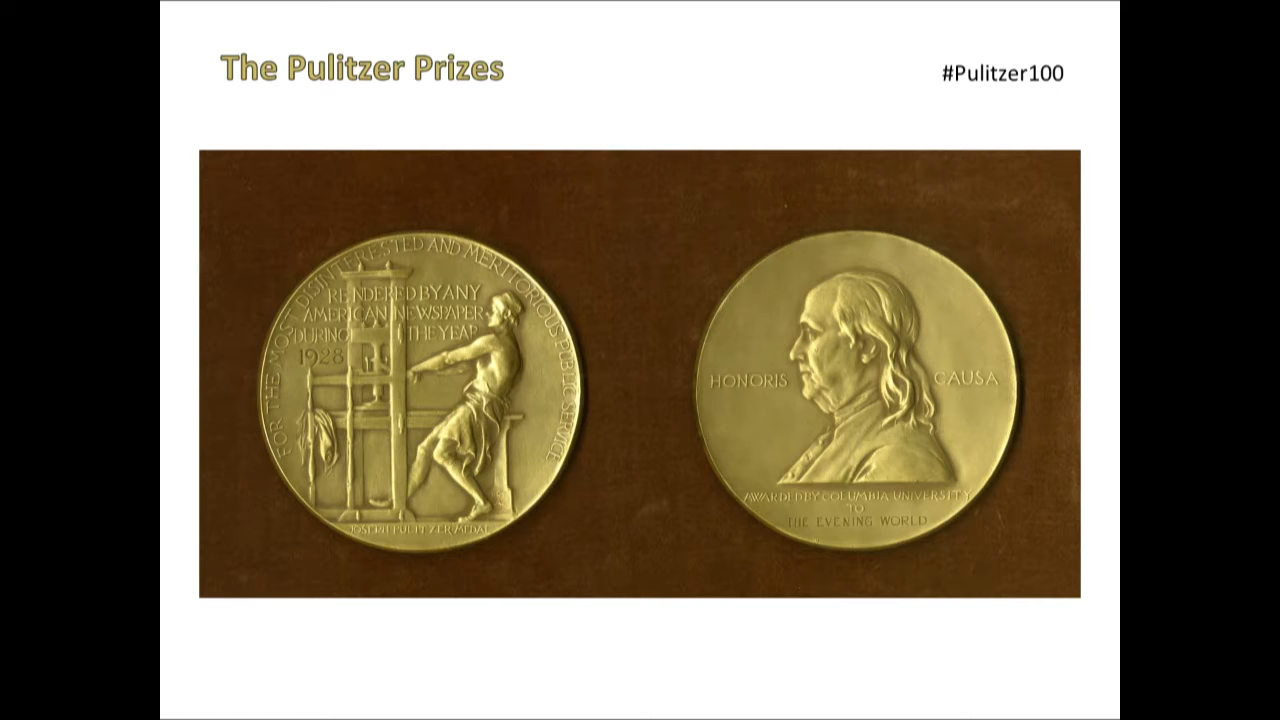 The Pulitzer Prizes
#Pulitzer100
FOR THE MOST DISINTERESTED AND MERITORIOUS PUBLIC SERVICE
RENDERED BY ANY
AMERICAN NEWSPAPER
DURING THE YEAR
1928
JOSEPH PULITZER MEDAL
HONORIS CAUSA
AWARDED BY COLUMBIA UNIVERSITY
TO
THE EVENING WORLD